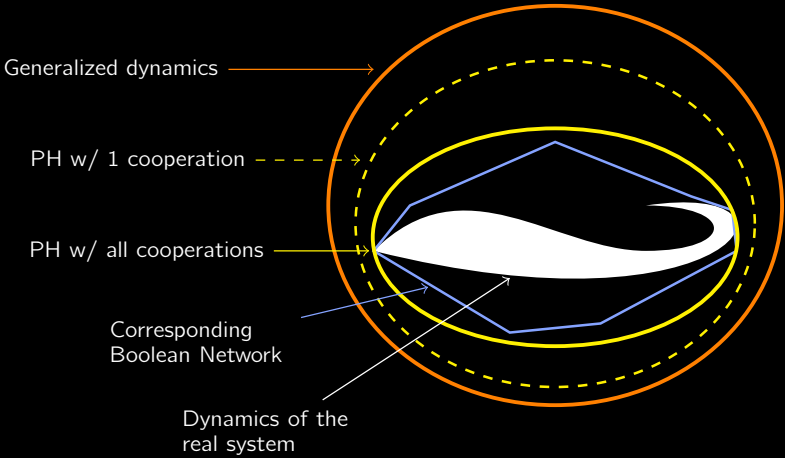 Generalized dynamics
PH w/ 1 cooperation
PH w/ all cooperations
Corresponding
Boolean Network
Dynamics of the
real system